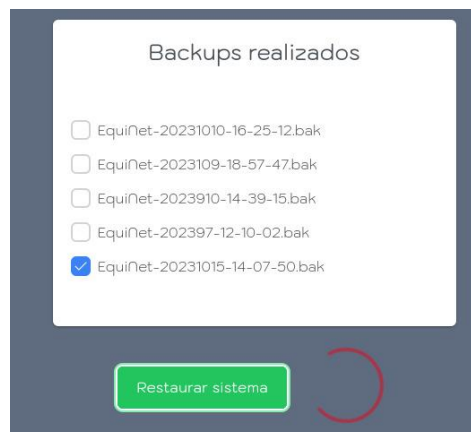 Backups realizados
EquiNet-20231010-16-25-12.bak
EquiNet-2023109-18-57-47.bak
EquiNet-2023910-14-39-15.bak
EquiNet-202397-12-10-02.bak
EquiNet-20231015-14-07-50.bak
Restaurar sistema